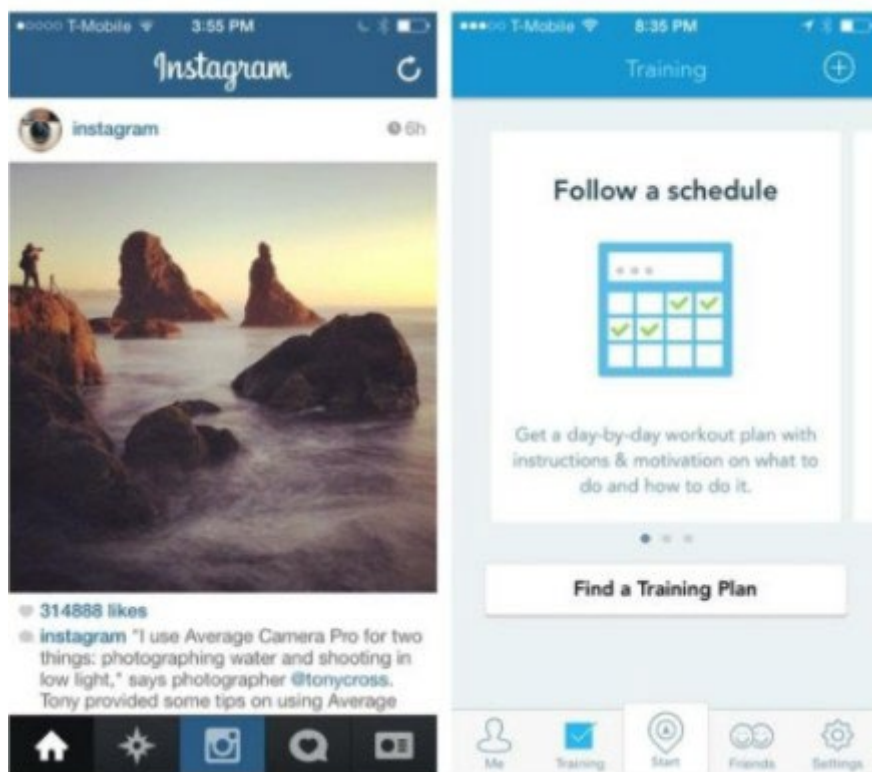 T-Mobile 3:55 PM
Instagram
instagram 6h
314888 likes
instagram "I use Average Camera Pro for two
things: photographing water and shooting in
low light," says photographer @tonycross.
Tony provided some tips on using Average
T-Mobile 8:35 PM
Training
Follow a schedule
Get a day-by-day workout plan with
instructions & motivation on what to
do and how to do it.
Find a Training Plan
Me Training Start Friends Settings